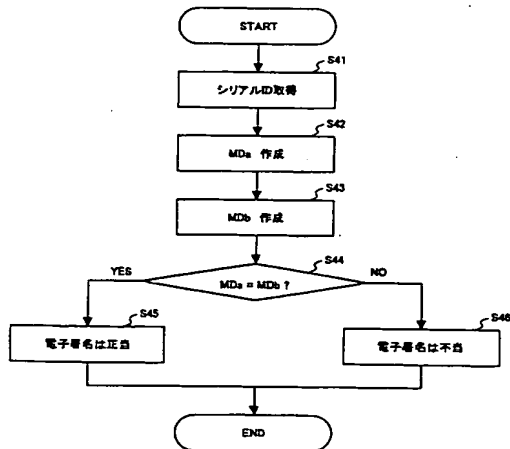 START
S41
シリアルID取得
S42
MDa 作成
S43
MDb 作成
S44
YES
MDa = MDb ?
NO
S45
電子署名は正当
S46
電子署名は不当
END